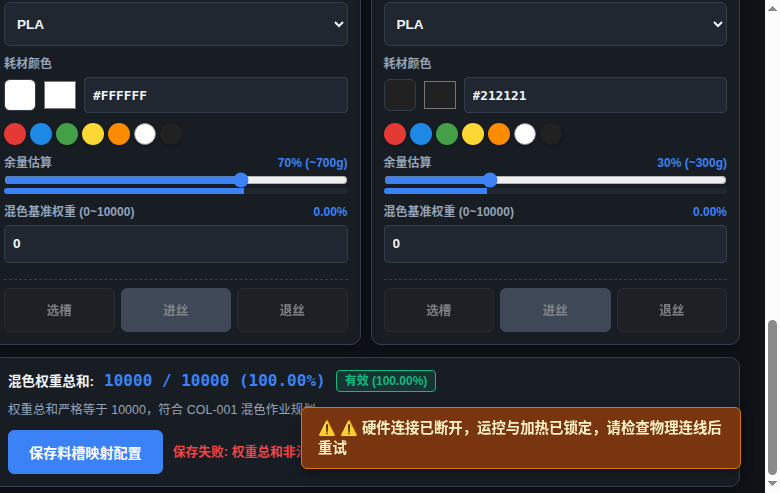 PLA PLA
耗材颜色 耗材颜色
#FFFFFF #212121
余量估算 70% (~700g) 余量估算 30% (~300g)
混色基准权重 (0~10000) 0.00% 混色基准权重 (0~10000) 0.00%
0 0
选槽 进丝 退丝 选槽 进丝 退丝
混色权重总和: 10000 / 10000 (100.00%) 有效 (100.00%)
权重总和严格等于 10000，符合 COL-001 混色作业规
⚠️ ⚠️ 硬件连接已断开，运控与加热已锁定，请检查物理连线后
重试
保存料槽映射配置 保存失败: 权重总和非